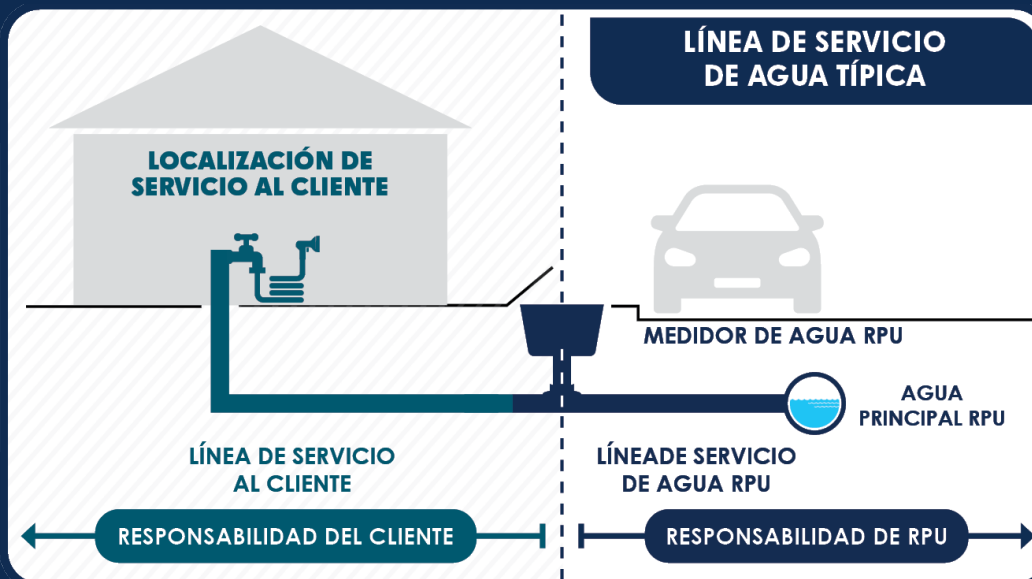 LÍNEA DE SERVICIO
DE AGUA TÍPICA
LOCALIZACIÓN DE
SERVICIO AL CLIENTE
MEDIDOR DE AGUA RPU
AGUA
PRINCIPAL RPU
LÍNEA DE SERVICIO
AL CLIENTE
LÍNEADE SERVICIO
DE AGUA RPU
RESPONSABILIDAD DEL CLIENTE
RESPONSABILIDAD DE RPU